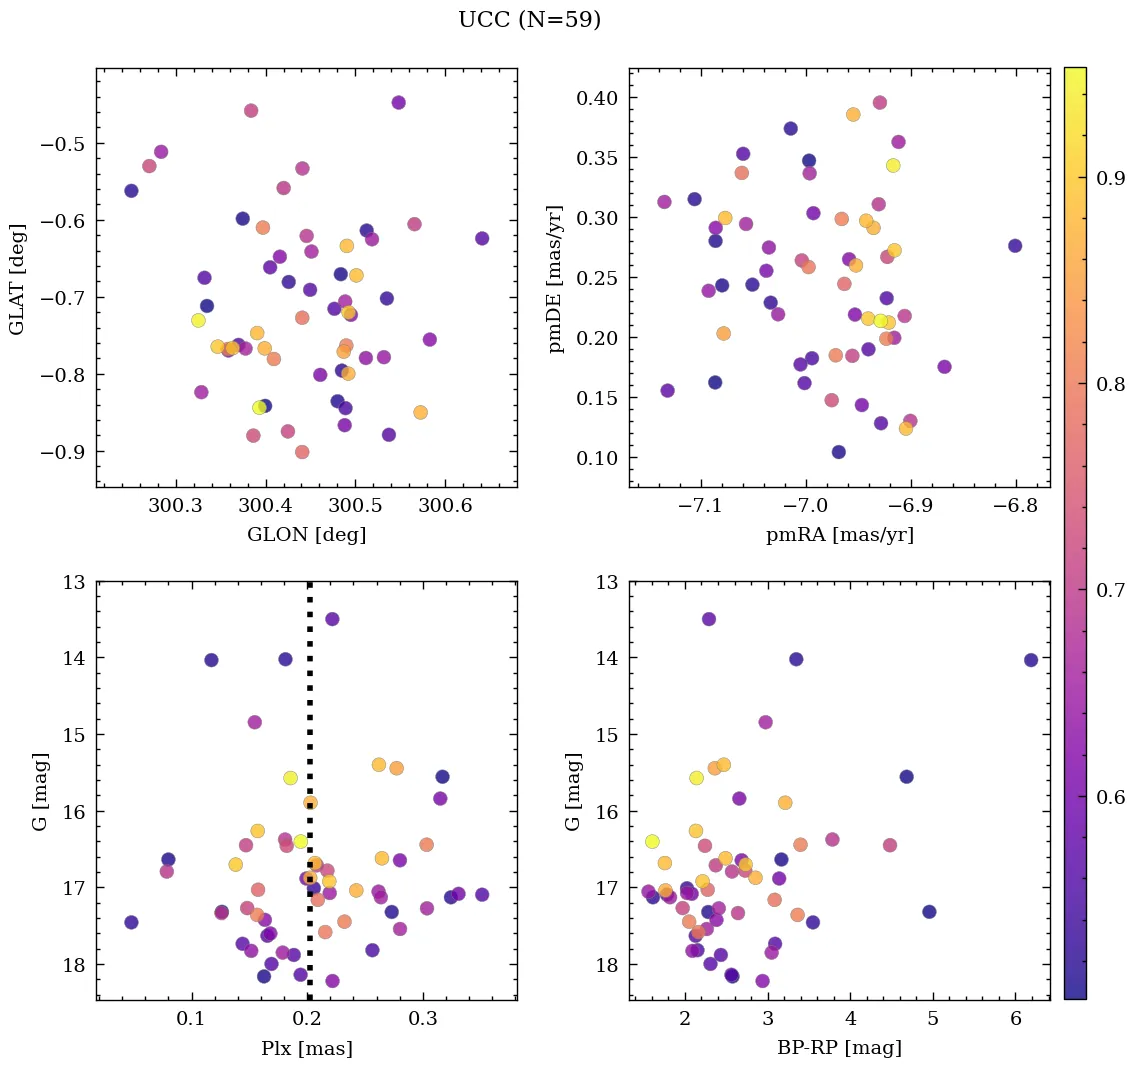 UCC (N=59)
−0.5
−0.6
−0.7
−0.8
−0.9
GLAT [deg]
300.3 300.4 300.5 300.6
GLON [deg]
0.40
0.35
0.30
0.25
0.20
0.15
0.10
pmDE [mas/yr]
−7.1 −7.0 −6.9 −6.8
pmRA [mas/yr]
0.9
0.8
0.7
0.6
13
14
15
16
17
18
G [mag]
0.1 0.2 0.3
Plx [mas]
13
14
15
16
17
18
G [mag]
2 3 4 5 6
BP-RP [mag]